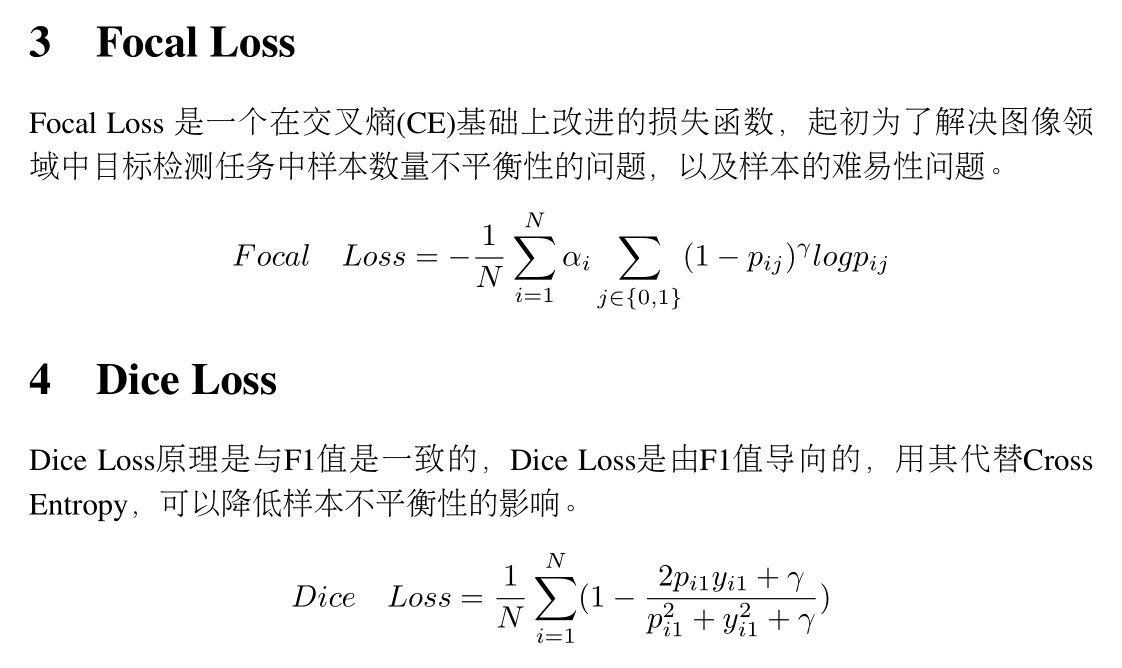 3 Focal Loss
Focal Loss 是一个在交叉熵(CE)基础上改进的损失函数，起初为了解决图像领
域中目标检测任务中样本数量不平衡性的问题，以及样本的难易性问题。
$Focal \quad Loss = -\frac{1}{N}\sum_{i=1}^{N}\alpha_i\sum_{j\in\{0,1\}}(1-p_{ij})^{\gamma}logp_{ij}$
4 Dice Loss
Dice Loss原理是与F1值是一致的，Dice Loss是由F1值导向的，用其代替Cross
Entropy，可以降低样本不平衡性的影响。
$Dice \quad Loss = \frac{1}{N}\sum_{i=1}^{N}(1-\frac{2p_{i1}y_{i1}+\gamma}{p_{i1}^2+y_{i1}^2+\gamma})$